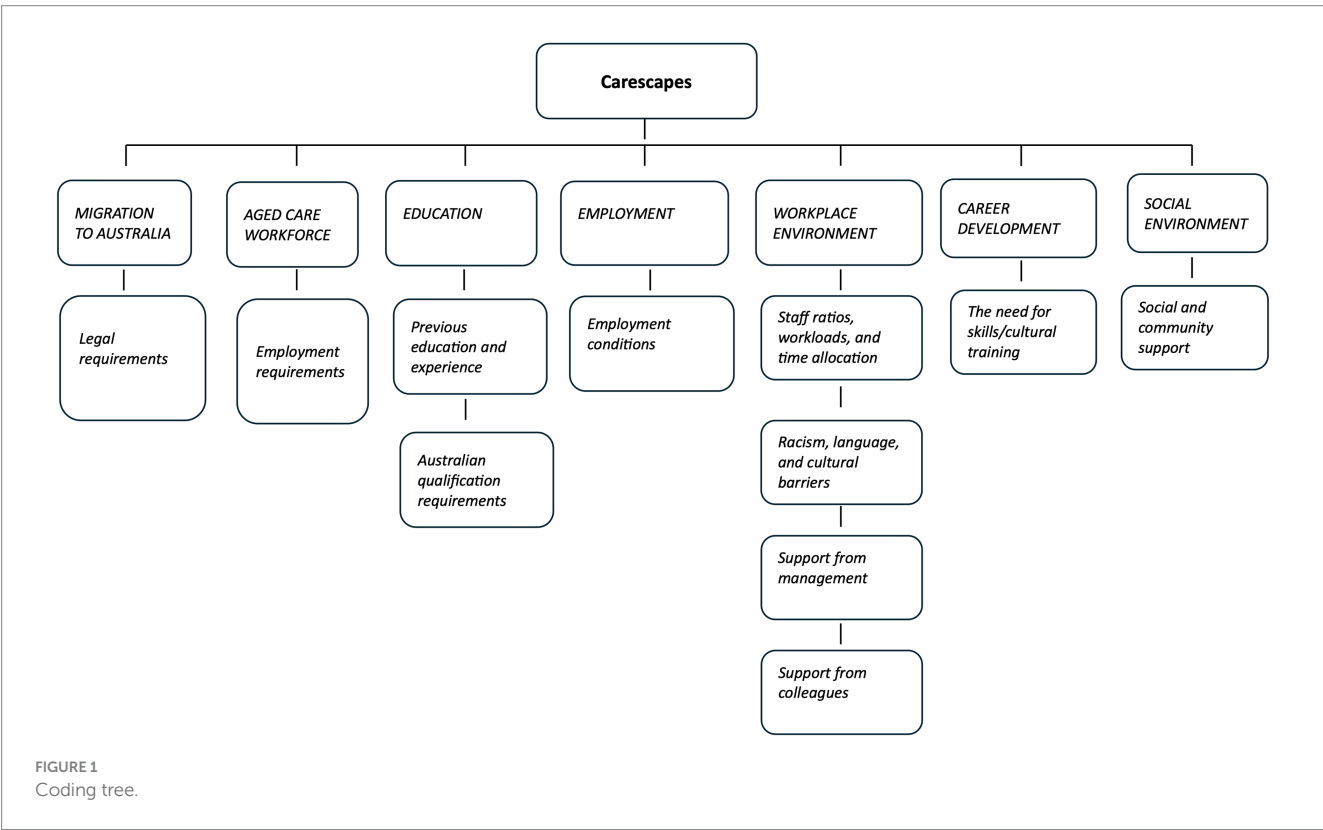 Carescapes
MIGRATION
TO AUSTRALIA
AGED CARE
WORKFORCE
EDUCATION
EMPLOYMENT
WORKPLACE
ENVIRONMENT
CAREER
DEVELOPMENT
SOCIAL
ENVIRONMENT
Legal
requirements
Employment
requirements
Previous
education and
experience
Employment
conditions
Staff ratios,
workloads, and
time allocation
The need for
skills/cultural
training
Social and
community
support
Australian
qualification
requirements
Racism, language,
and cultural
barriers
Support from
management
Support from
colleagues
FIGURE 1
Coding tree.